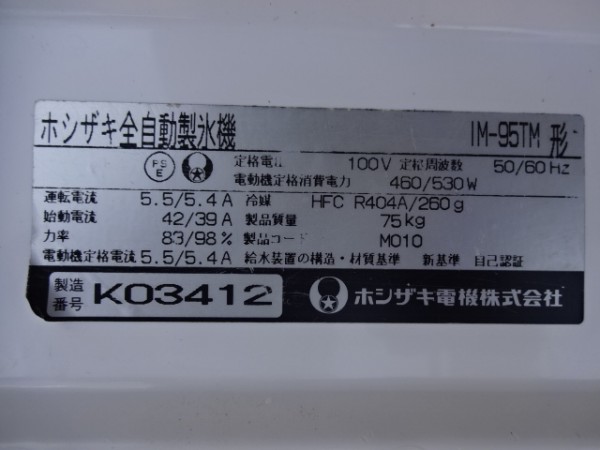 ホシザキ全自動製氷機 IM-95TM 形
PS E 定格電圧 100V 定格周波数 50/60Hz
電動機定格消費電力 460/530W
運転電流 5.5/5.4A 冷媒 HFC R404A/260g
始動電流 42/39A 製品質量 75kg
力率 83/98% 製品コード M010
電動機定格電流 5.5/5.4A 給水装置の構造・材質基準 新基準 自己認証
製造番号 K03412 ホシザキ電機株式会社